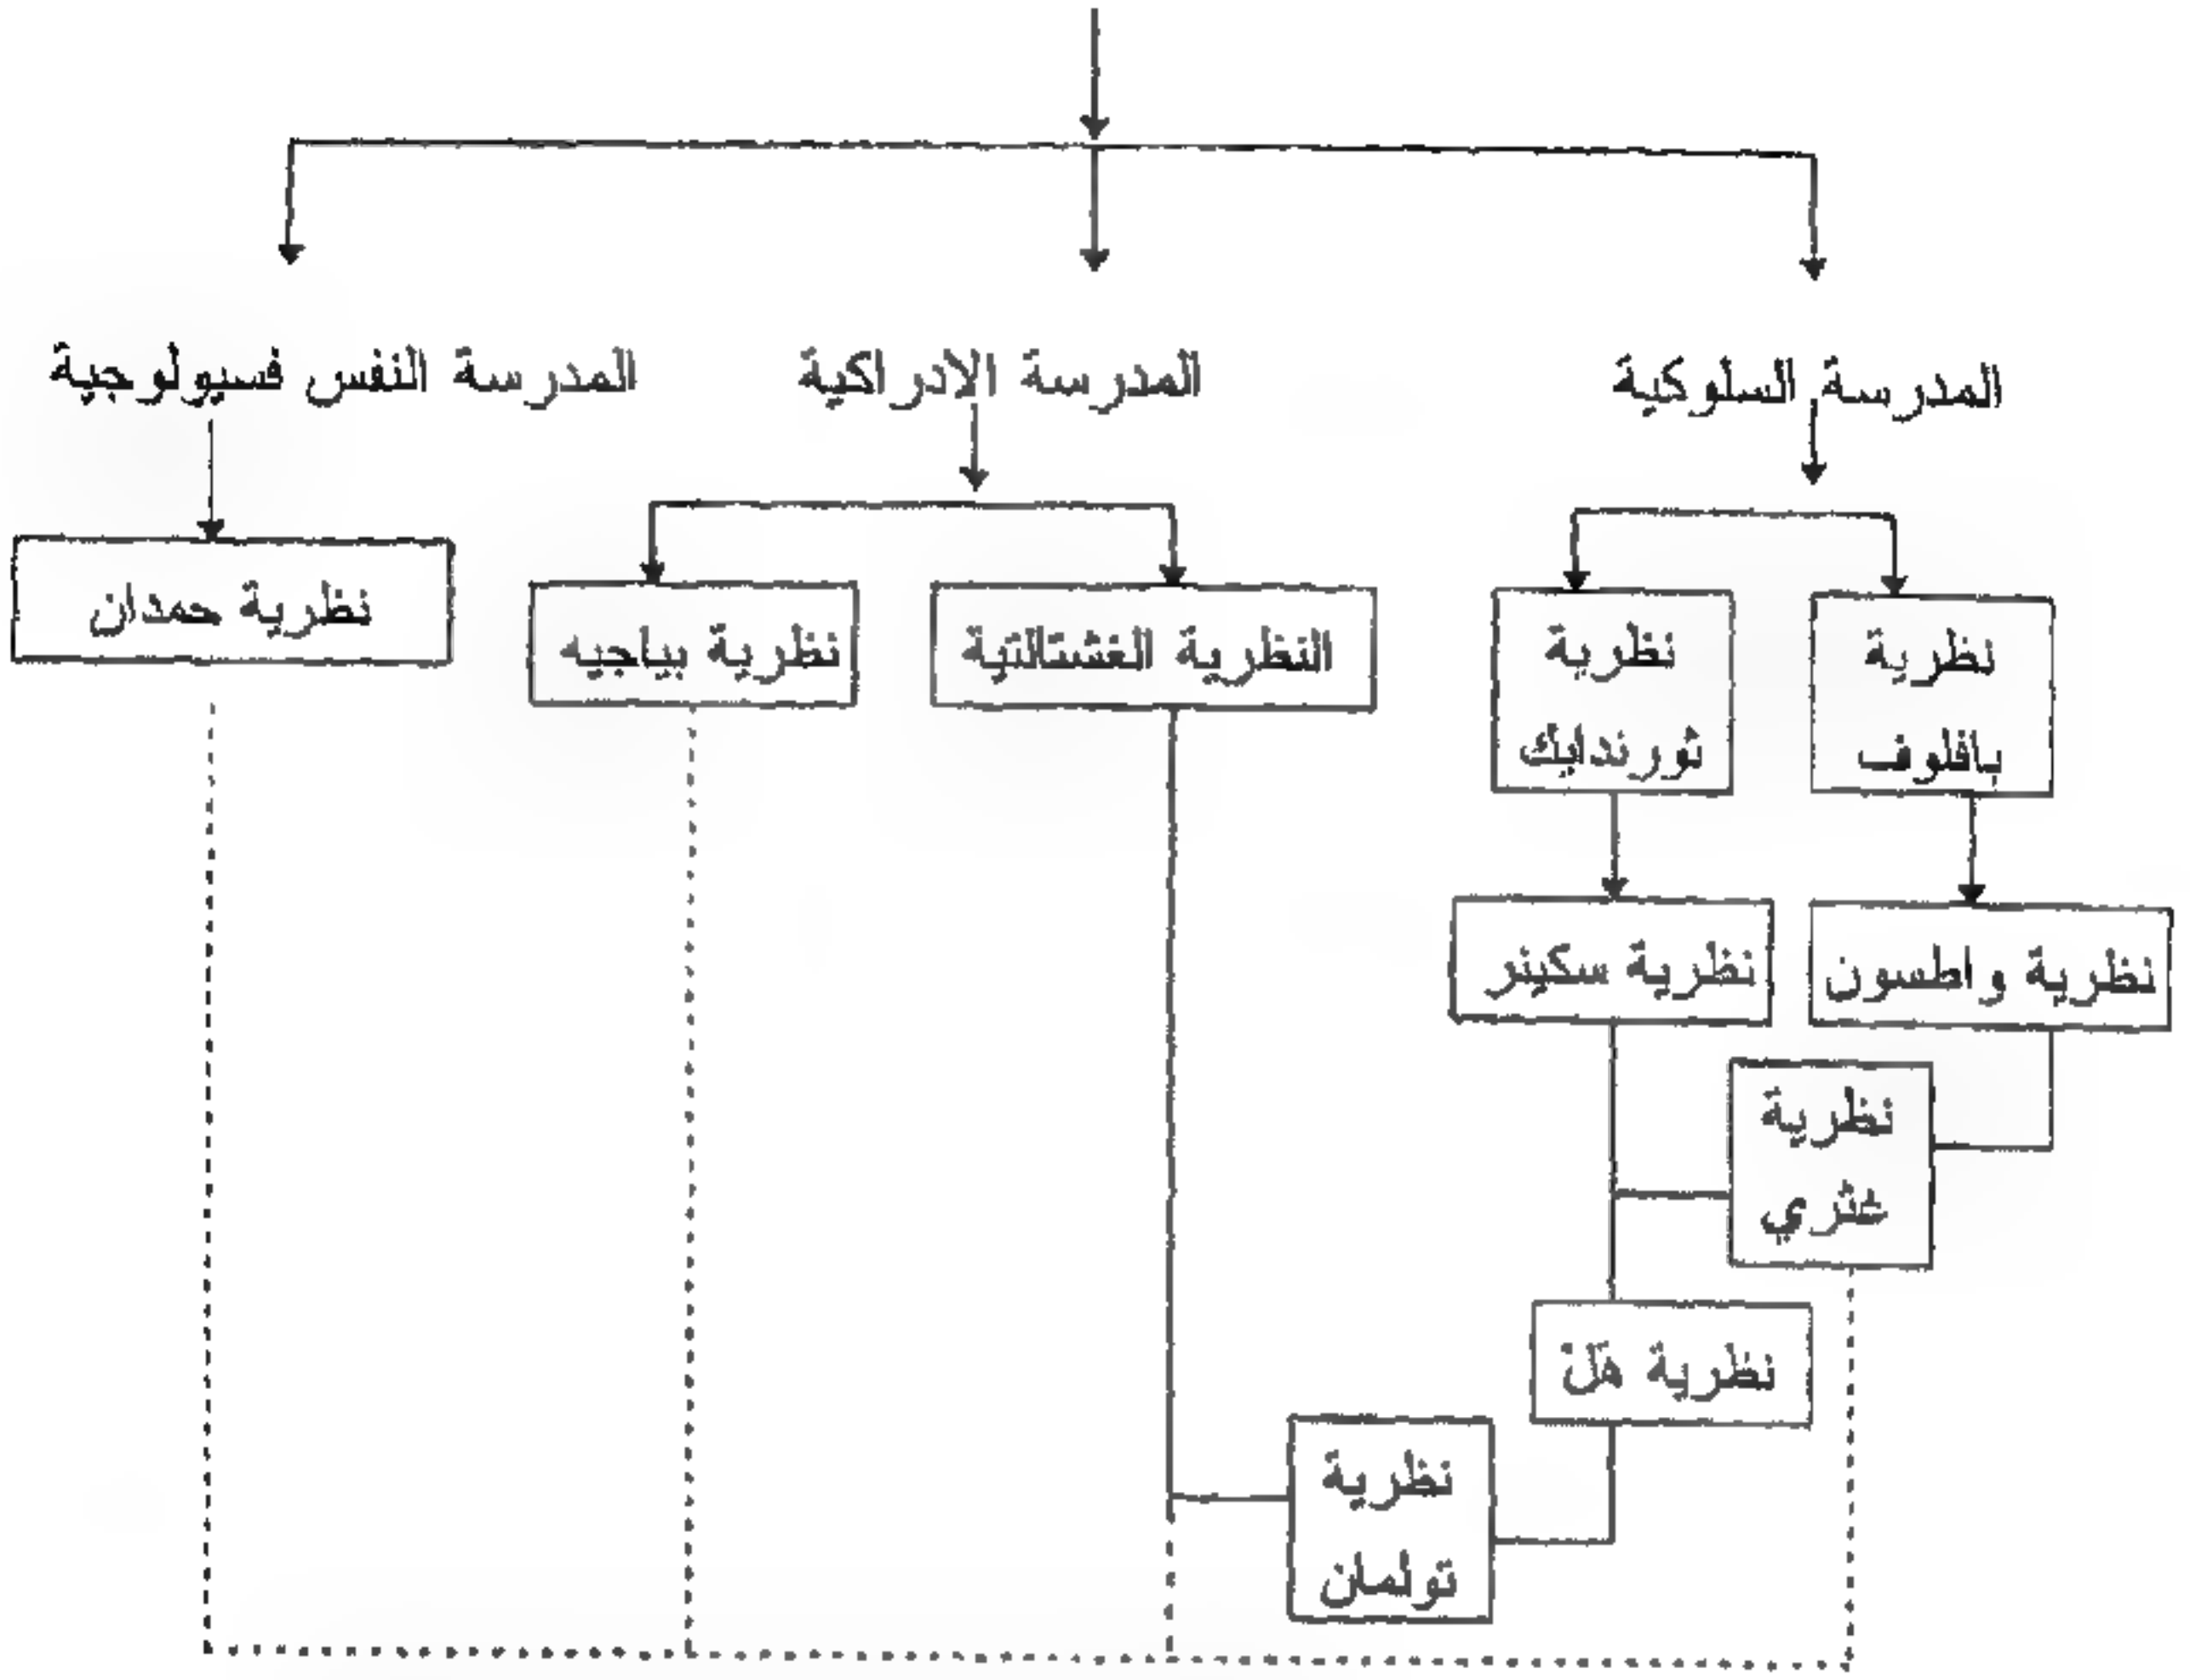 المدرسة السلوكية
المدرسة الادراكية
المدرسة النفس فسيولوجية
نظرية
بافلوف
نظرية
ثورندايك
النظرية الغشتالتية
نظرية بياجيه
نظرية حمدان
نظرية واطسون
نظرية سكينر
نظرية
غثري
نظرية هل
نظرية
تولمان